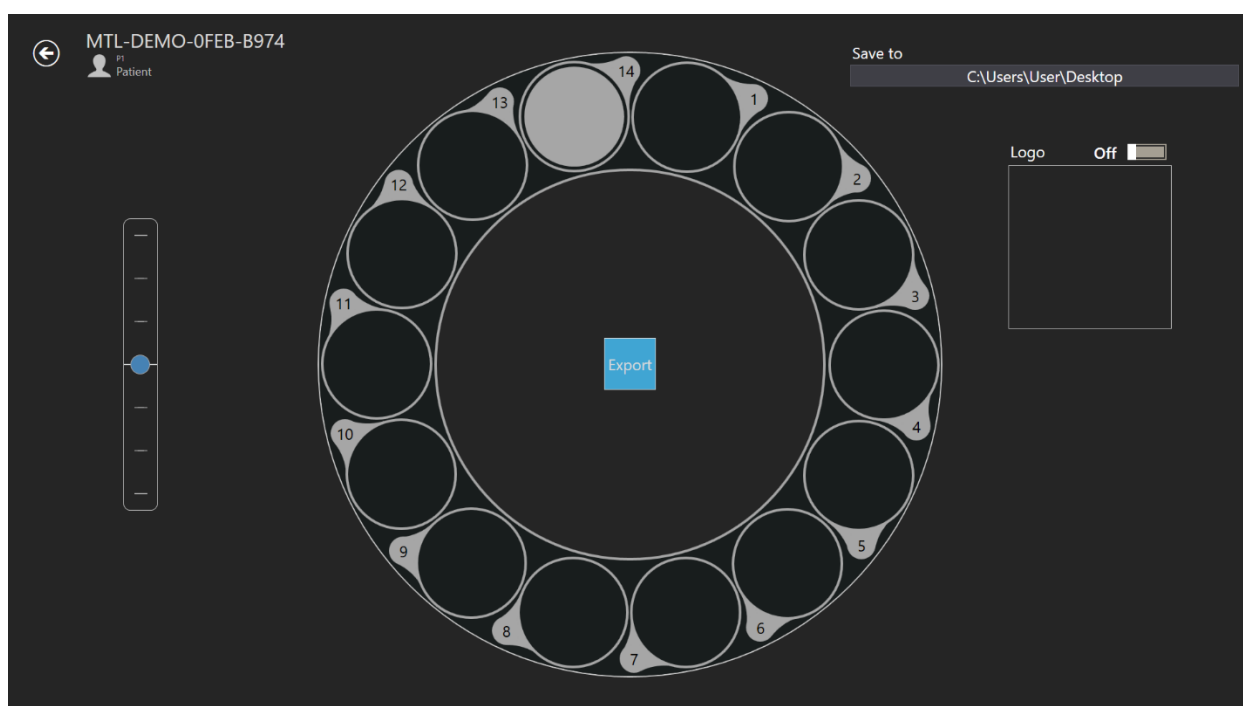 MTL-DEMO-0FEB-B974
P1
Patient
Save to
C:\Users\User\Desktop
Logo Off
14
1
2
3
4
5
6
7
8
9
10
11
12
13
Export